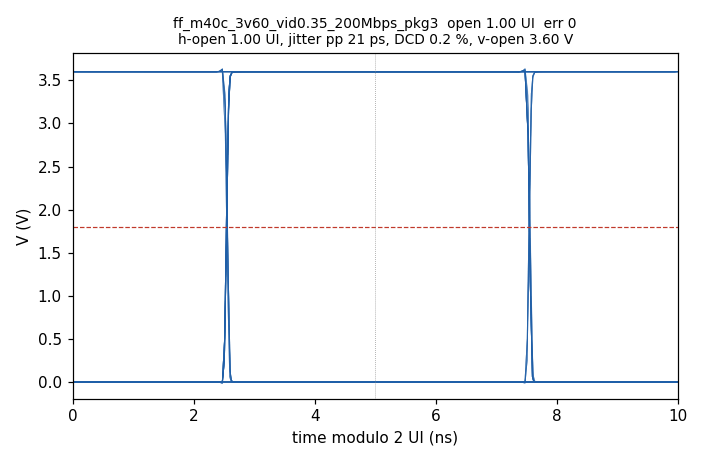 ff_m40c_3v60_vid0.35_200Mbps_pkg3  open 1.00 UI  err 0
h-open 1.00 UI, jitter pp 21 ps, DCD 0.2 %, v-open 3.60 V
3.5
3.0
2.5
2.0
1.5
1.0
0.5
0.0
V (V)
0 2 4 6 8 10
time modulo 2 UI (ns)